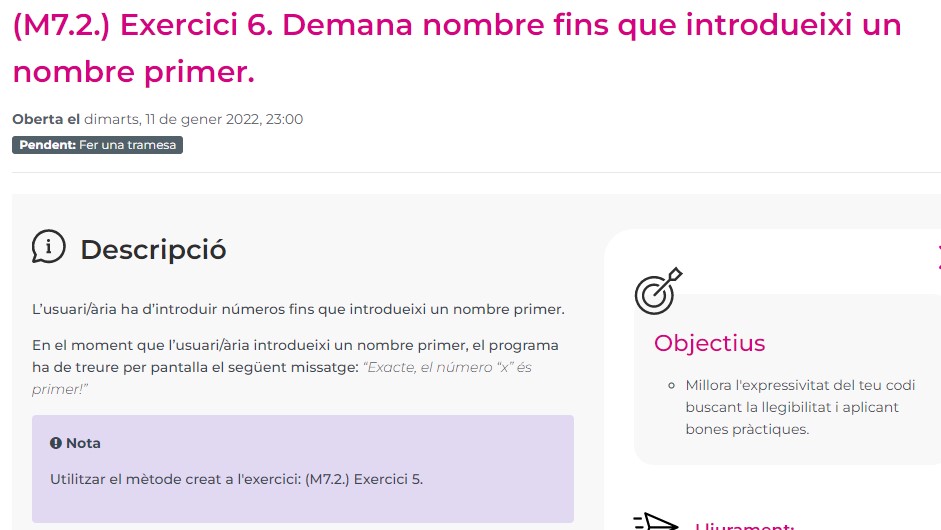 (M7.2.) Exercici 6. Demana nombre fins que introdueixi un
nombre primer.
Oberta el dimarts, 11 de gener 2022, 23:00
Pendent: Fer una tramesa
Descripció
L’usuari/ària ha d’introduir números fins que introdueixi un nombre primer.
En el moment que l’usuari/ària introdueixi un nombre primer, el programa
ha de treure per pantalla el següent missatge: “Exacte, el número “x” és
primer!”
Nota
Utilitzar el mètode creat a l'exercici: (M7.2.) Exercici 5.
Objectius
Millora l'expressivitat del teu codi
buscant la llegibilitat i aplicant
bones pràctiques.
Lliurament: